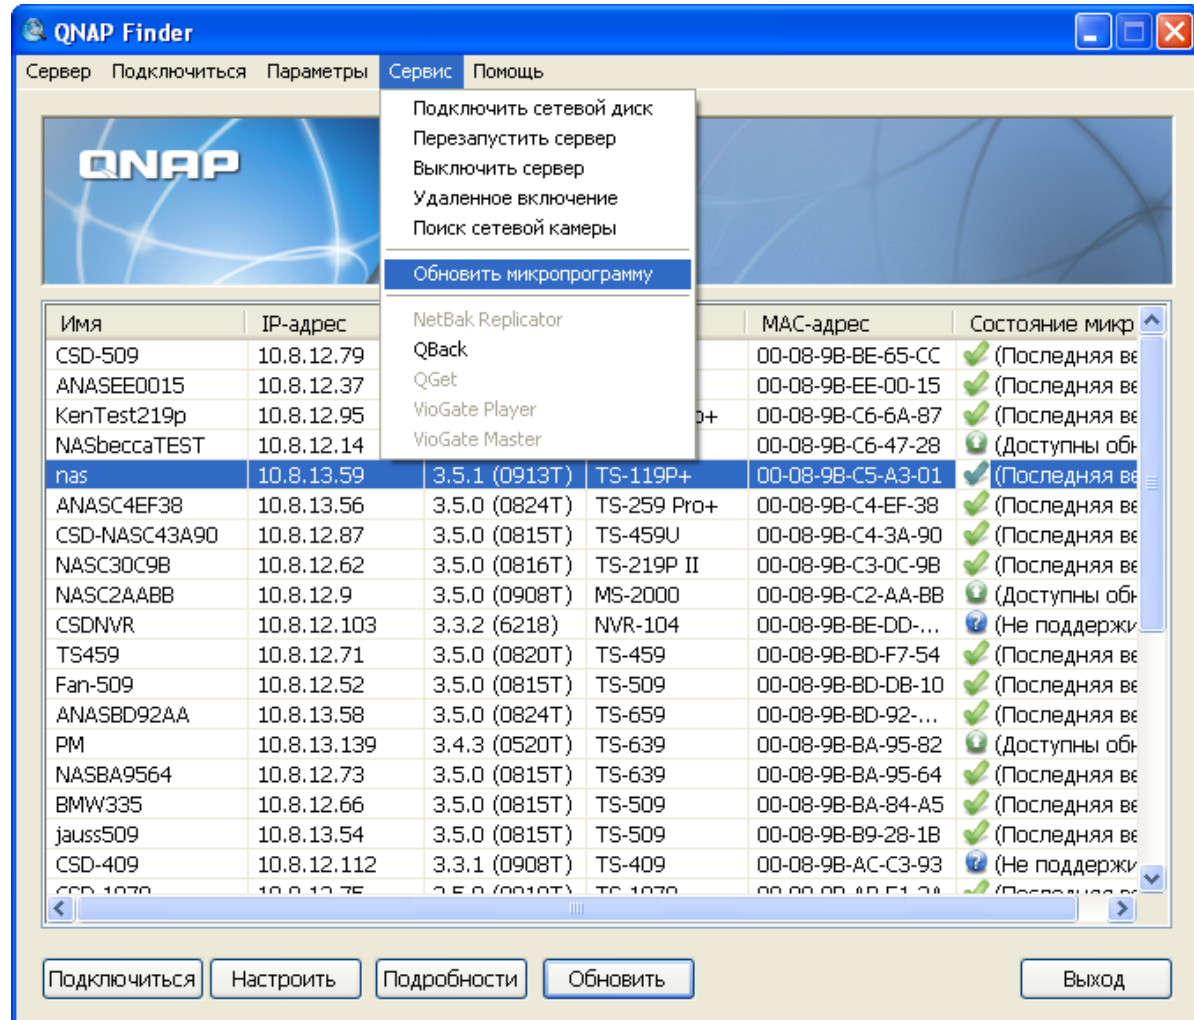 QNAP Finder
Сервер Подключиться Параметры Сервис Помощь
Подключить сетевой диск
Перезапустить сервер
Выключить сервер
Удаленное включение
Поиск сетевой камеры
Обновить микропрограмму
NetBak Replicator
QBack
QGet
VioGate Player
VioGate Master
QNAP
Имя IP-адрес MAC-адрес Состояние микр
CSD-509 10.8.12.79 00-08-9B-BE-65-CC (Последняя ве
ANASEE0015 10.8.12.37 00-08-9B-EE-00-15 (Последняя ве
KenTest219p 10.8.12.95 o+ 00-08-9B-C6-6A-87 (Последняя ве
NASbeccaTEST 10.8.12.14 00-08-9B-C6-47-28 (Доступны обн
nas 10.8.13.59 3.5.1 (0913T) TS-119P+ 00-08-9B-C5-A3-01 (Последняя ве
ANASC4EF38 10.8.13.56 3.5.0 (0824T) TS-259 Pro+ 00-08-9B-C4-EF-38 (Последняя ве
CSD-NASC43A90 10.8.12.87 3.5.0 (0815T) TS-459U 00-08-9B-C4-3A-90 (Последняя ве
NASC30C9B 10.8.12.62 3.5.0 (0816T) TS-219P II 00-08-9B-C3-0C-9B (Последняя ве
NASC2AABB 10.8.12.9 3.5.0 (0908T) MS-2000 00-08-9B-C2-AA-BB (Доступны обн
CSDNVR 10.8.12.103 3.3.2 (6218) NVR-104 00-08-9B-BE-DD-... (Не поддержи
TS459 10.8.12.71 3.5.0 (0820T) TS-459 00-08-9B-BD-F7-54 (Последняя ве
Fan-509 10.8.12.52 3.5.0 (0815T) TS-509 00-08-9B-BD-DB-10 (Последняя ве
ANASBD92AA 10.8.13.58 3.5.0 (0824T) TS-659 00-08-9B-BD-92-... (Последняя ве
PM 10.8.13.139 3.4.3 (0520T) TS-639 00-08-9B-BA-95-82 (Доступны обн
NASBA9564 10.8.12.73 3.5.0 (0815T) TS-639 00-08-9B-BA-95-64 (Последняя ве
BMW335 10.8.12.66 3.5.0 (0815T) TS-509 00-08-9B-BA-84-A5 (Последняя ве
jauss509 10.8.13.54 3.5.0 (0815T) TS-509 00-08-9B-B9-28-1B (Последняя ве
CSD-409 10.8.12.112 3.3.1 (0908T) TS-409 00-08-9B-AC-C3-93 (Не поддержи
Подключиться Настроить Подробности Обновить Выход